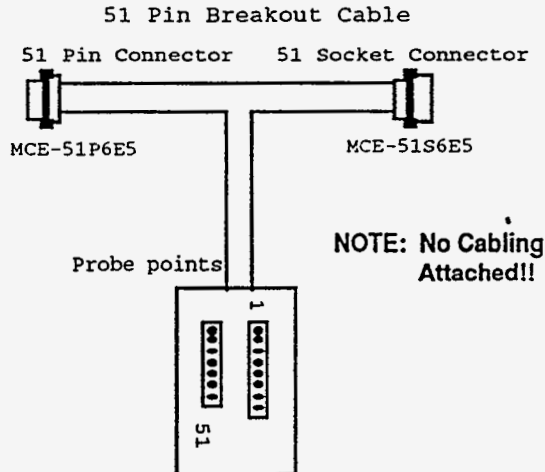 51 Pin Breakout Cable
51 Pin Connector
51 Socket Connector
MCE-51P6E5
MCE-51S6E5
NOTE: No Cabling
Attached!!
Probe points
1
51